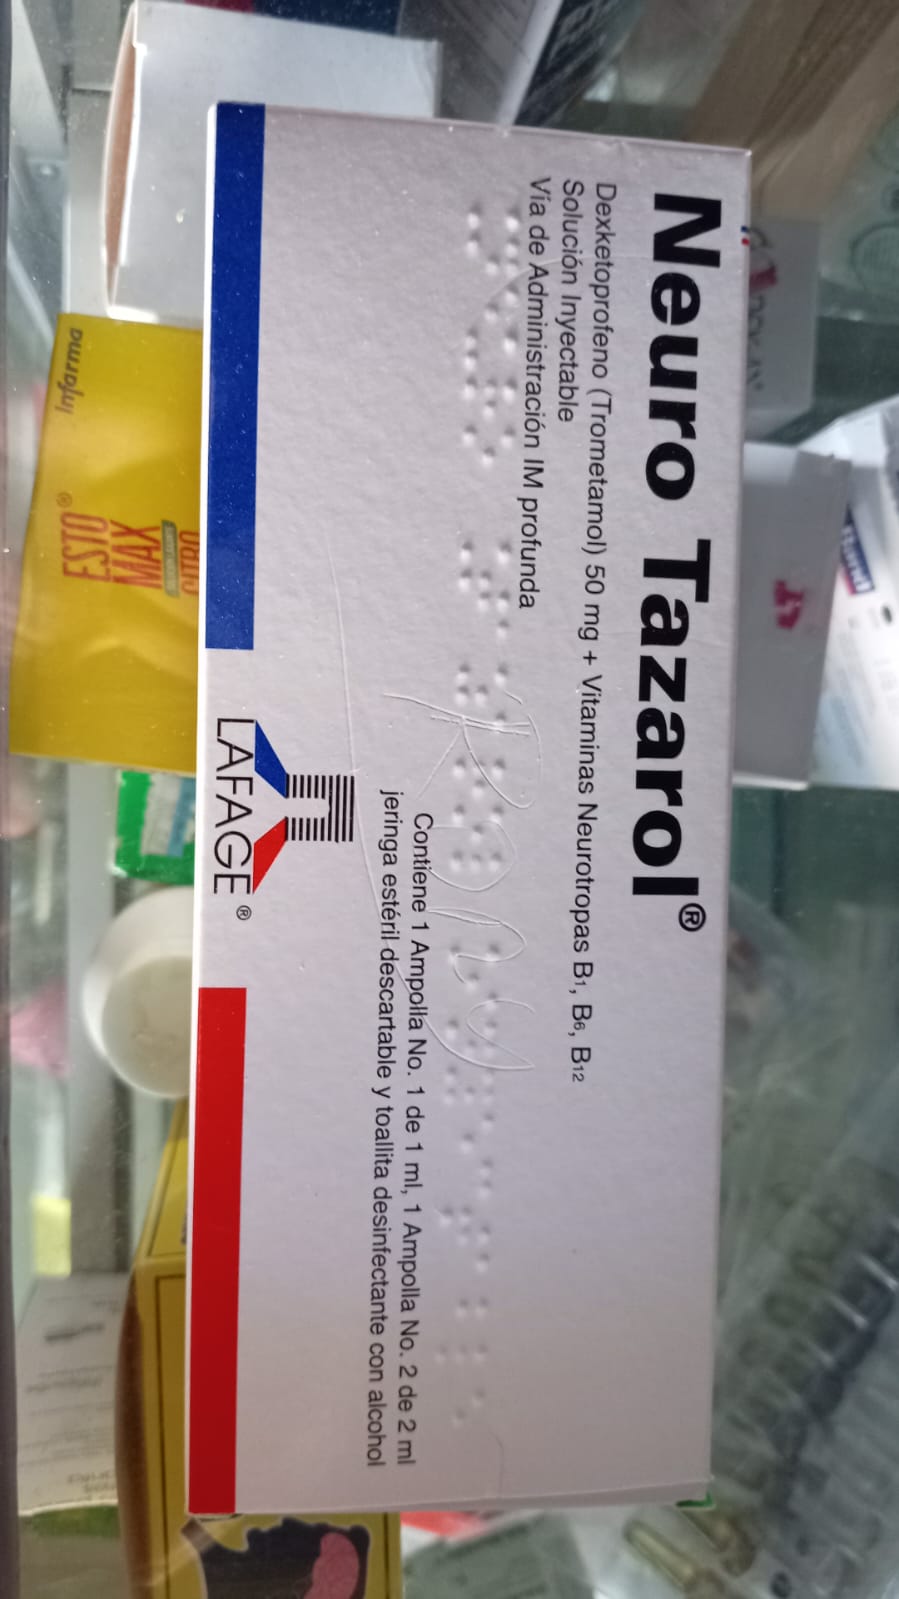 Neuro Tazarol®
Dexketoprofeno (Trometamol) 50 mg + Vitaminas Neurotropas B1, B6, B12
Solución Inyectable
Vía de Administración IM profunda
Contiene 1 Ampolla No. 1 de 1 ml, 1 Ampolla No. 2 de 2 ml
jeringa estéril descartable y toallita desinfectante con alcohol
LAFAGE®
MAX
ESTO®